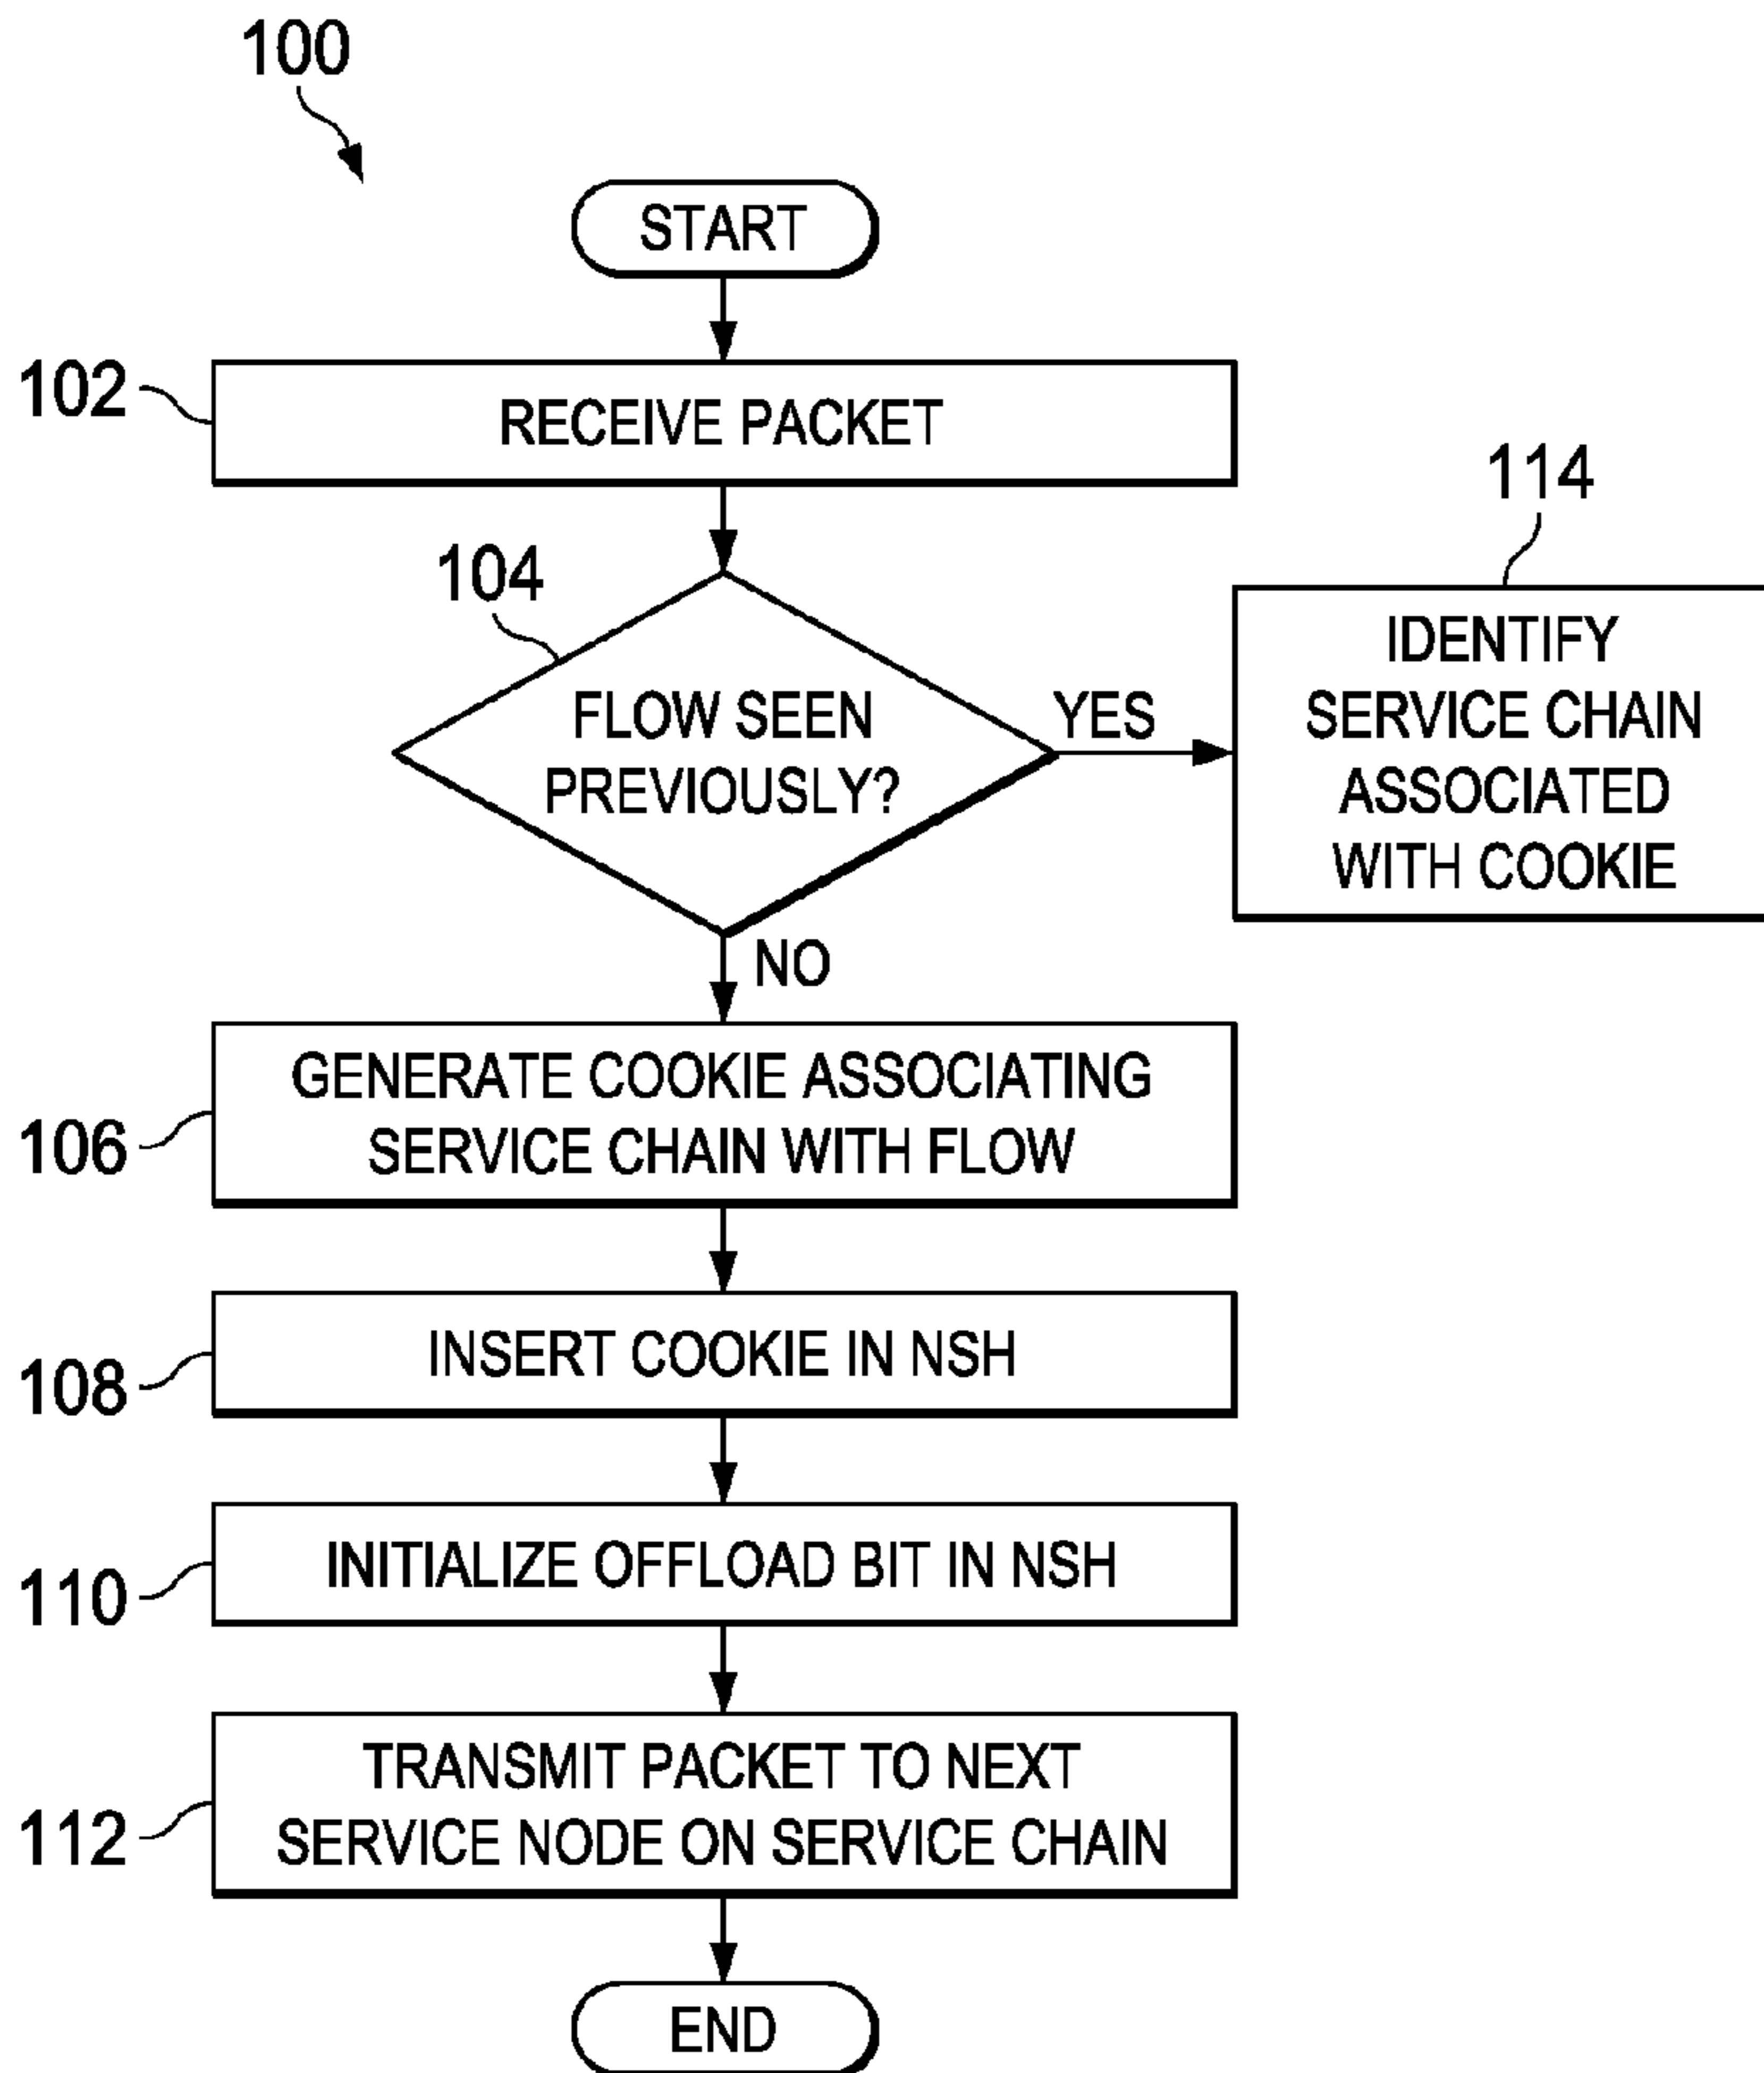 100
START
102
RECEIVE PACKET
114
104
IDENTIFY
SERVICE CHAIN
ASSOCIATED
WITH COOKIE
FLOW SEEN
PREVIOUSLY?
YES
NO
106
GENERATE COOKIE ASSOCIATING
SERVICE CHAIN WITH FLOW
108
INSERT COOKIE IN NSH
110
INITIALIZE OFFLOAD BIT IN NSH
112
TRANSMIT PACKET TO NEXT
SERVICE NODE ON SERVICE CHAIN
END